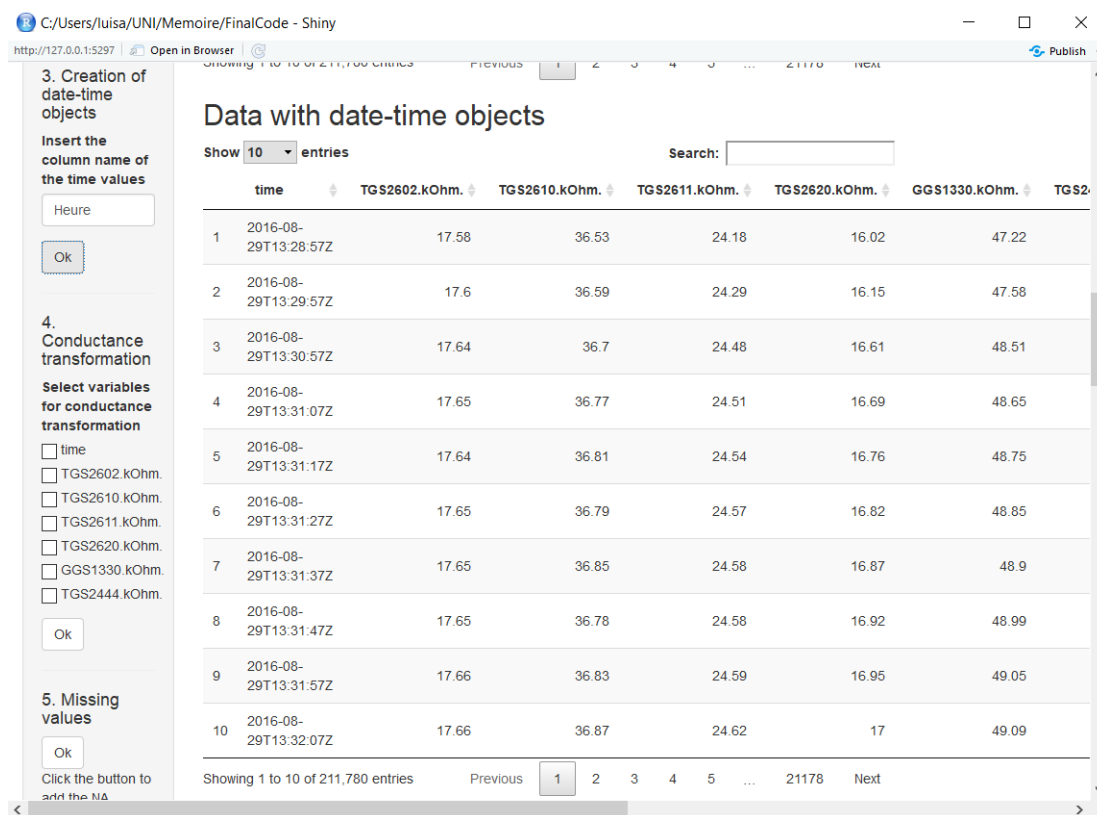 C:/Users/luisa/UNI/Memoire/FinalCode - Shiny
http://127.0.0.1:5297 Open in Browser Publish
3. Creation of
date-time
objects
Insert the
column name of
the time values
Heure
Ok
4.
Conductance
transformation
Select variables
for conductance
transformation
time
TGS2602.kOhm.
TGS2610.kOhm.
TGS2611.kOhm.
TGS2620.kOhm.
GGS1330.kOhm.
TGS2444.kOhm.
Ok
5. Missing
values
Ok
Click the button to
add the NA
Showing 1 to 10 of 211,780 entries Previous 1 2 3 4 5 ... 21178 Next
Data with date-time objects
Show 10 entries Search:
time TGS2602.kOhm. TGS2610.kOhm. TGS2611.kOhm. TGS2620.kOhm. GGS1330.kOhm. TGS24
1 2016-08-
29T13:28:57Z 17.58 36.53 24.18 16.02 47.22
2 2016-08-
29T13:29:57Z 17.6 36.59 24.29 16.15 47.58
3 2016-08-
29T13:30:57Z 17.64 36.7 24.48 16.61 48.51
4 2016-08-
29T13:31:07Z 17.65 36.77 24.51 16.69 48.65
5 2016-08-
29T13:31:17Z 17.64 36.81 24.54 16.76 48.75
6 2016-08-
29T13:31:27Z 17.65 36.79 24.57 16.82 48.85
7 2016-08-
29T13:31:37Z 17.65 36.85 24.58 16.87 48.9
8 2016-08-
29T13:31:47Z 17.65 36.78 24.58 16.92 48.99
9 2016-08-
29T13:31:57Z 17.66 36.83 24.59 16.95 49.05
10 2016-08-
29T13:32:07Z 17.66 36.87 24.62 17 49.09
Showing 1 to 10 of 211,780 entries Previous 1 2 3 4 5 ... 21178 Next